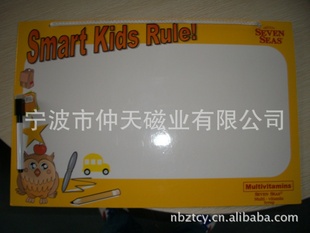 Smart Kids Rule!
SEVEN
SEAS
宁波市仲天磁业有限公司
Multivitamins
nbztcy.cn.alibaba.com